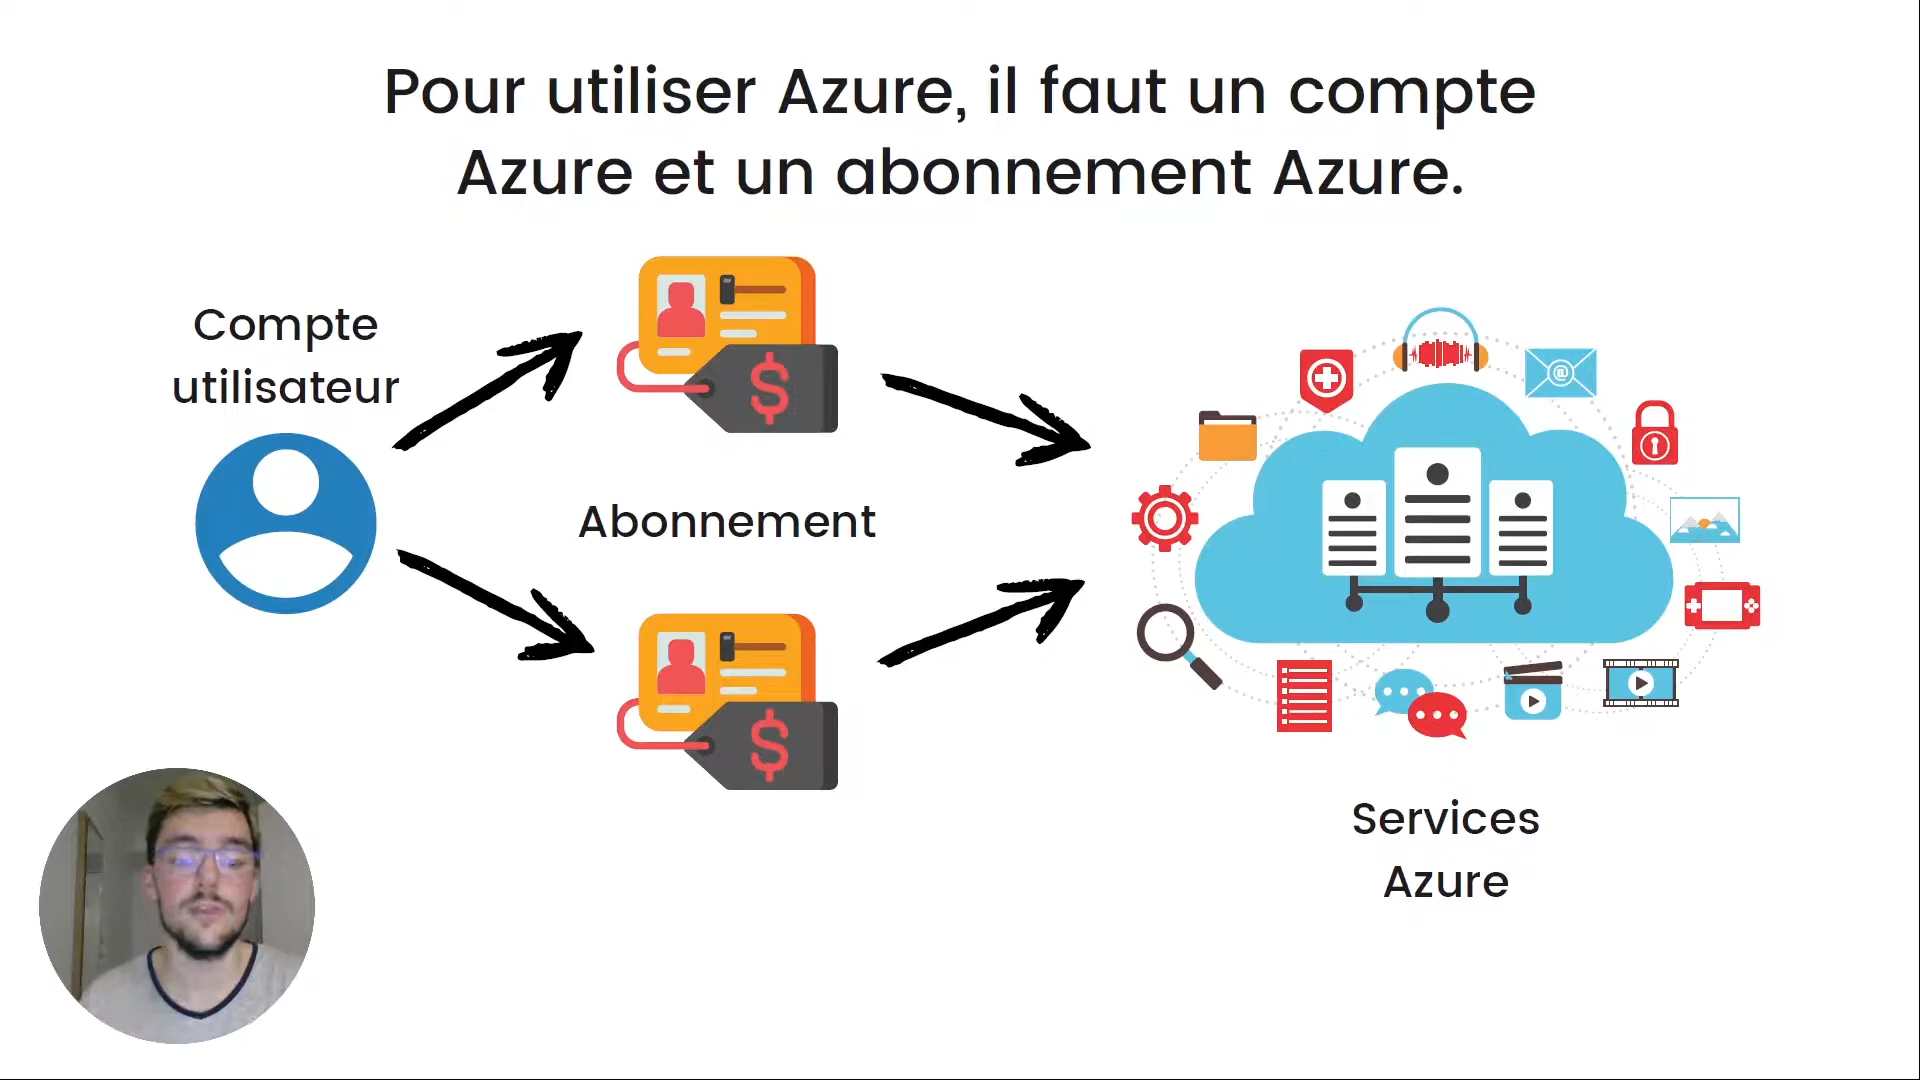 Pour utiliser Azure, il faut un compte
Azure et un abonnement Azure.
Compte
utilisateur
$
@
Abonnement
$
Services
Azure